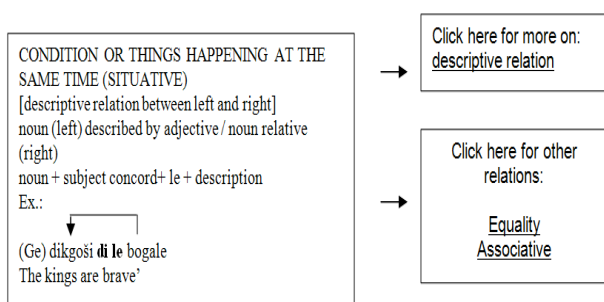 CONDITION OR THINGS HAPPENING AT THE
SAME TIME (SITUATIVE)
[descriptive relation between left and right]
noun (left) described by adjective / noun relative
(right)
noun + subject concord+ le + description
Ex.:
(Ge) dikgoši di le bogale
The kings are brave’
Click here for more on:
descriptive relation
Click here for other
relations:
Equality
Associative